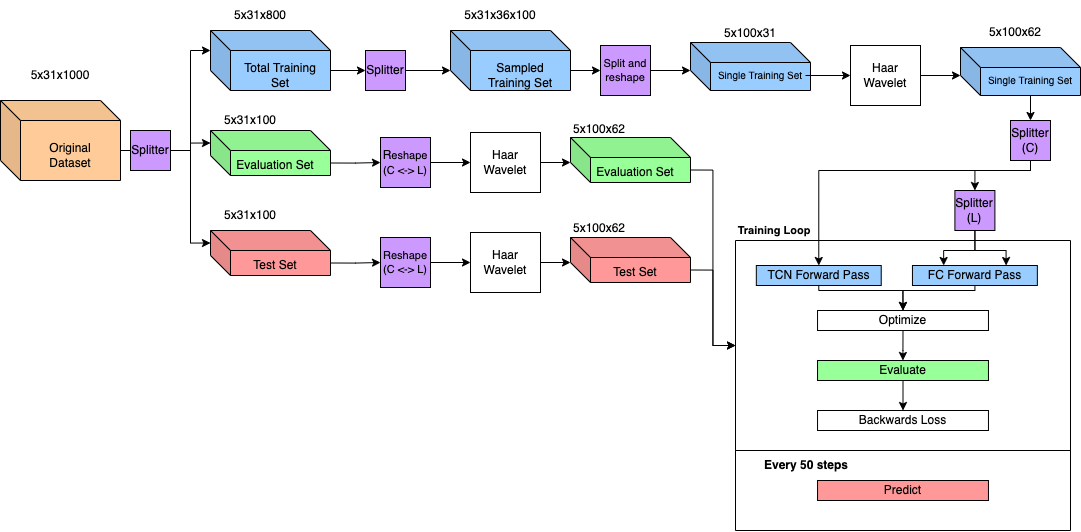 5x31x800
5x31x36x100
5x100x31
5x100x62
5x31x1000
Total Training
Set
Splitter
Sampled
Training Set
Split and
reshape
Single Training Set
Haar
Wavelet
Single Training Set
Original
Dataset
Splitter
5x31x100
Evaluation Set
Reshape
(C <-> L)
Haar
Wavelet
5x100x62
Evaluation Set
Splitter
(C)
Splitter
(L)
5x31x100
Test Set
Reshape
(C <-> L)
Haar
Wavelet
5x100x62
Test Set
Training Loop
TCN Forward Pass
FC Forward Pass
Optimize
Evaluate
Backwards Loss
Every 50 steps
Predict